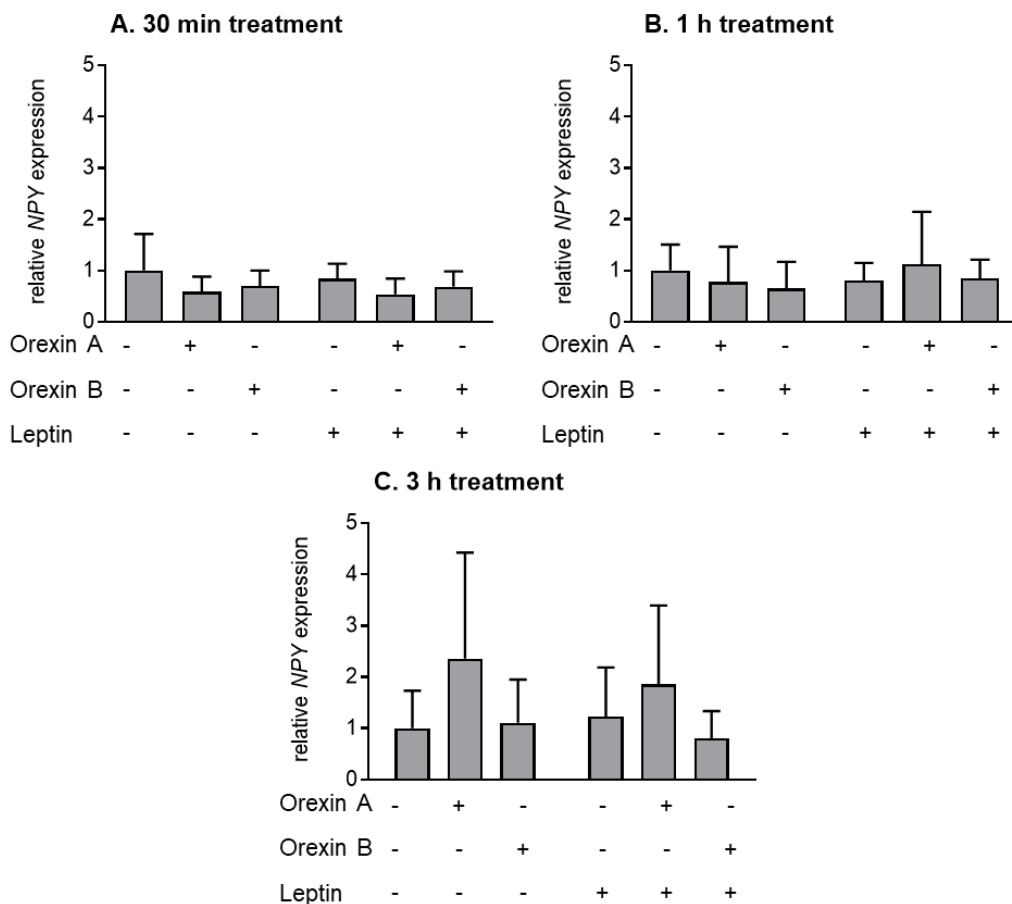 A. 30 min treatment
relative NPY expression
5
4
3
2
1
0
Orexin A - + - - + -
Orexin B - - + - - +
Leptin - - - + + +
B. 1 h treatment
relative NPY expression
5
4
3
2
1
0
Orexin A - + - - + -
Orexin B - - + - - +
Leptin - - - + + +
C. 3 h treatment
relative NPY expression
5
4
3
2
1
0
Orexin A - + - - + -
Orexin B - - + - - +
Leptin - - - + + +